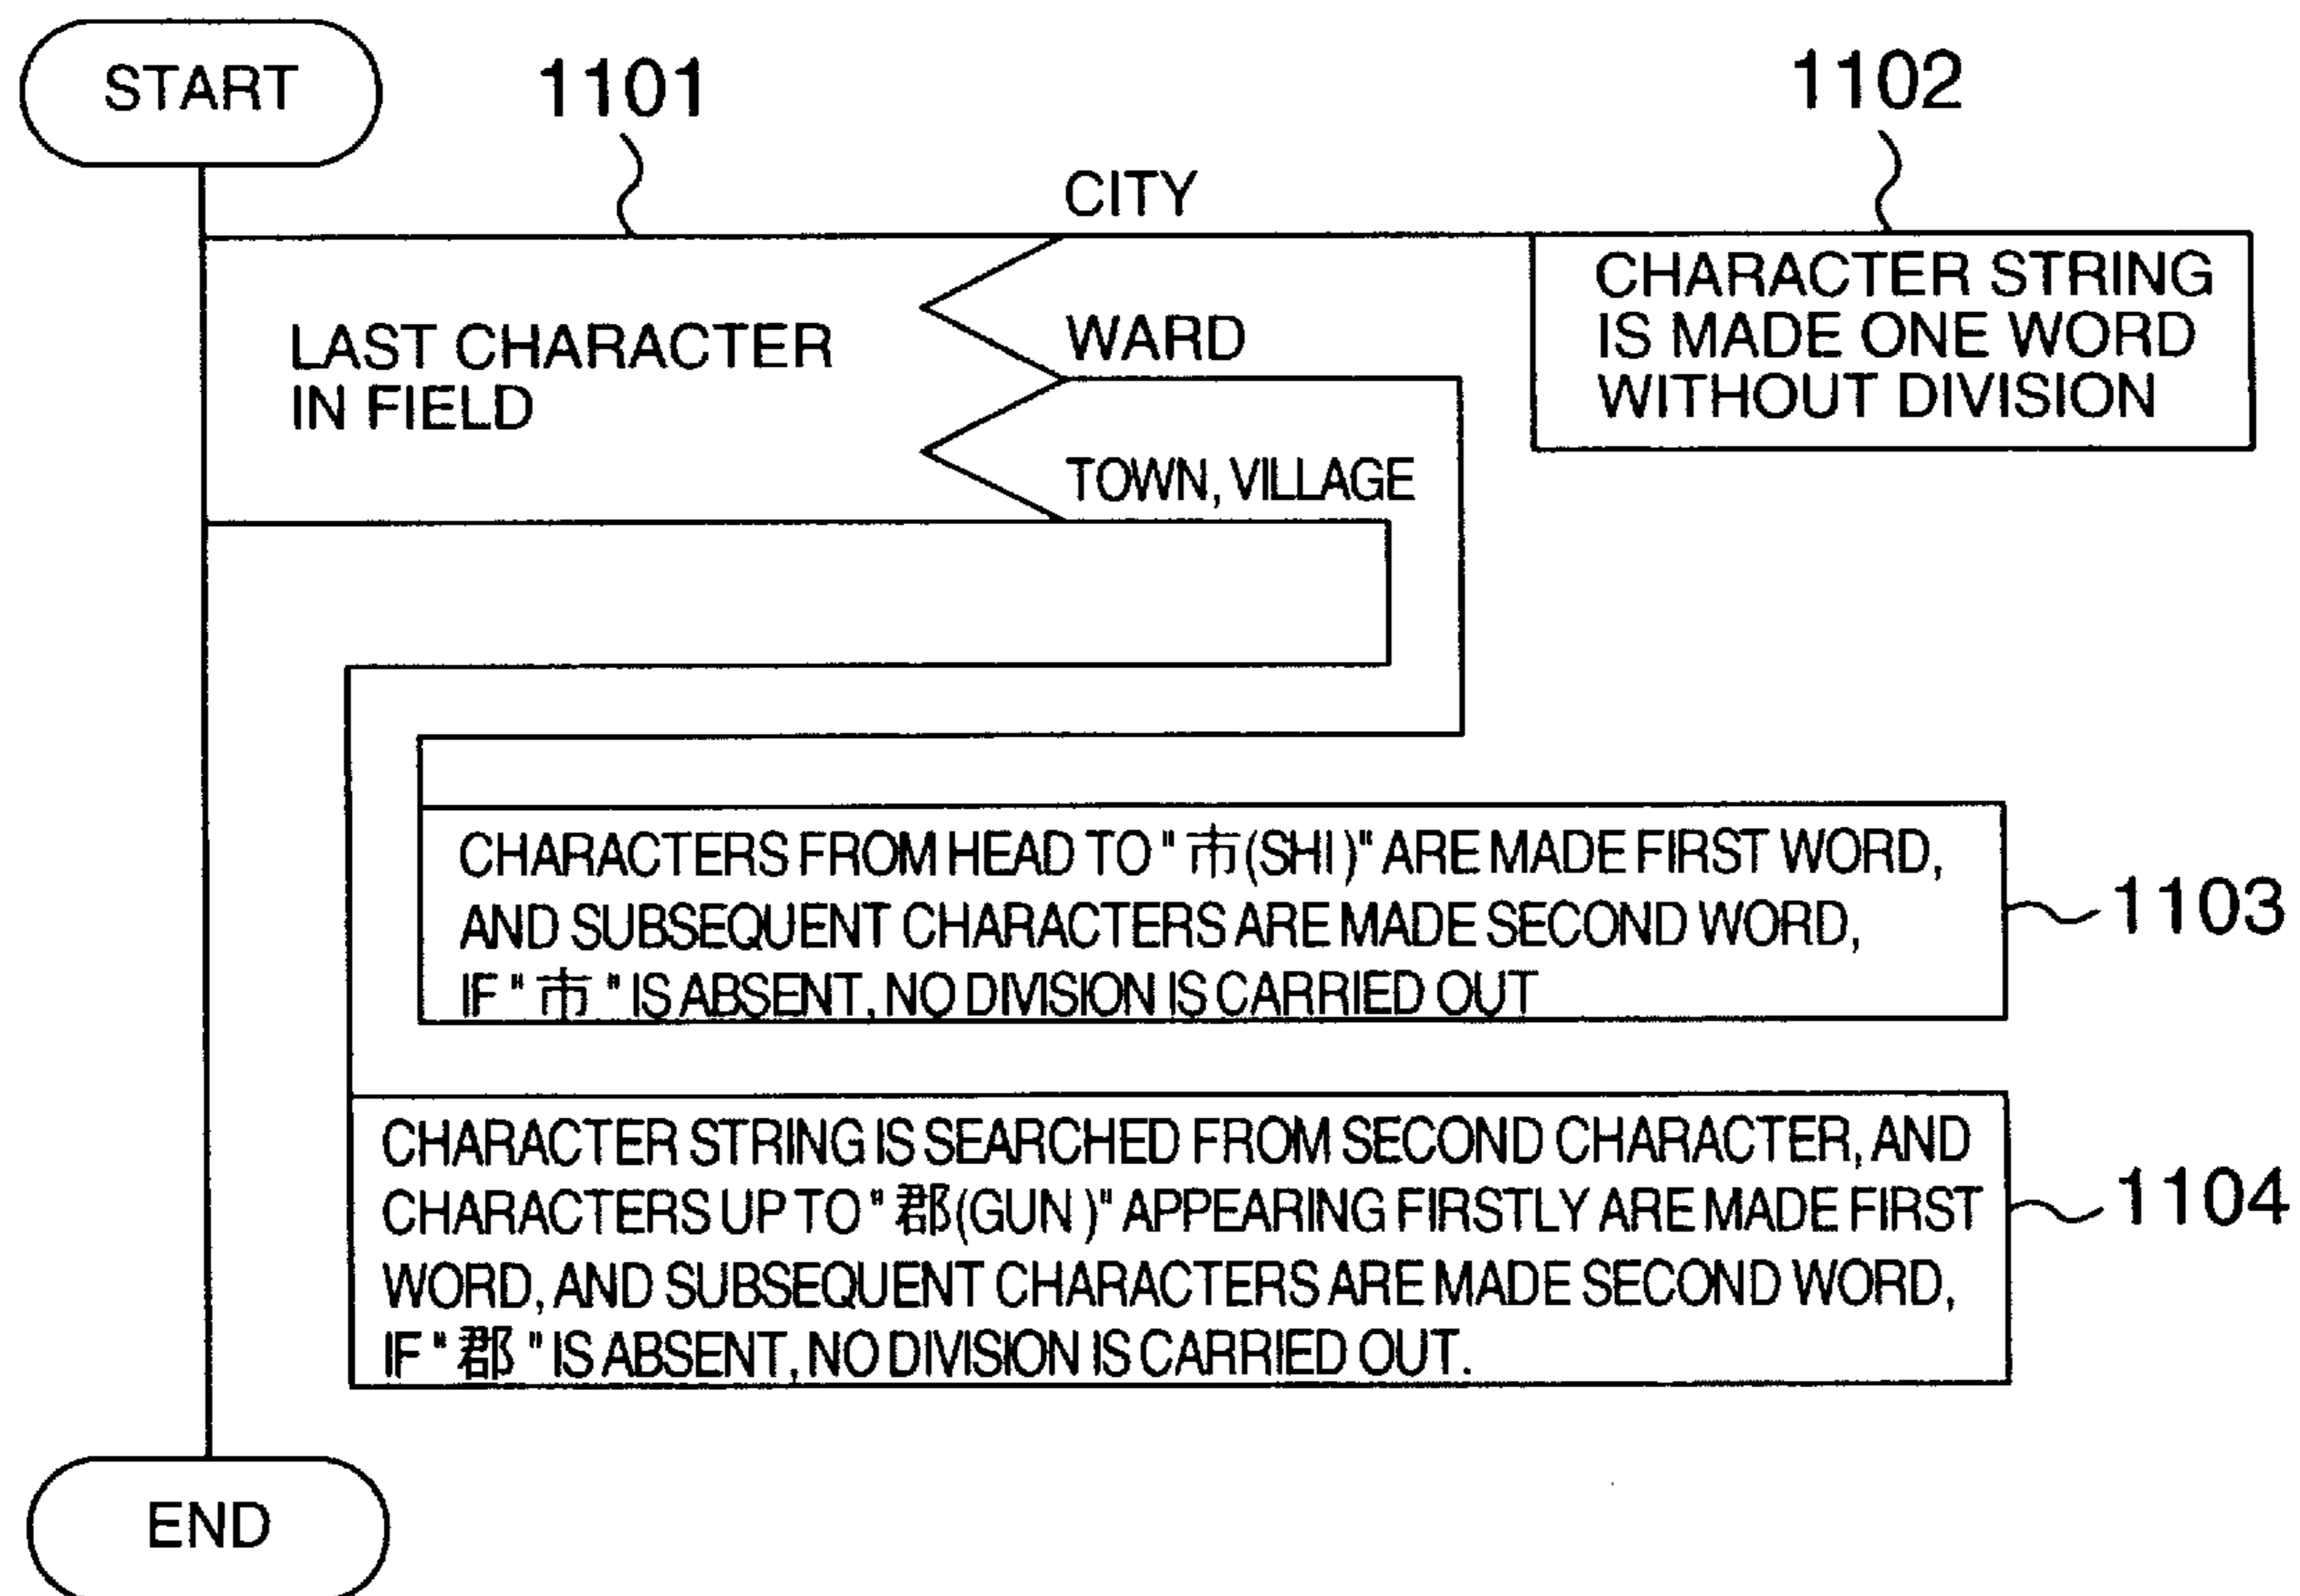 START
1101
1102
CITY
CHARACTER STRING
IS MADE ONE WORD
WITHOUT DIVISION
LAST CHARACTER
IN FIELD
WARD
TOWN, VILLAGE
CHARACTERS FROM HEAD TO "市(SHI)" ARE MADE FIRST WORD,
AND SUBSEQUENT CHARACTERS ARE MADE SECOND WORD,
IF "市" IS ABSENT, NO DIVISION IS CARRIED OUT
1103
CHARACTER STRING IS SEARCHED FROM SECOND CHARACTER, AND
CHARACTERS UP TO "郡(GUN)" APPEARING FIRSTLY ARE MADE FIRST
WORD, AND SUBSEQUENT CHARACTERS ARE MADE SECOND WORD,
IF "郡" IS ABSENT, NO DIVISION IS CARRIED OUT.
1104
END